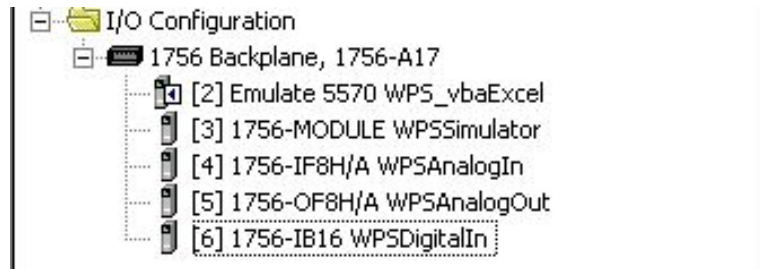 I/O Configuration
1756 Backplane, 1756-A17
[2] Emulate 5570 WPS_vbaExcel
[3] 1756-MODULE WPSSimulator
[4] 1756-IF8H/A WPSAnalogIn
[5] 1756-OF8H/A WPSAnalogOut
[6] 1756-IB16 WPSDigitalIn